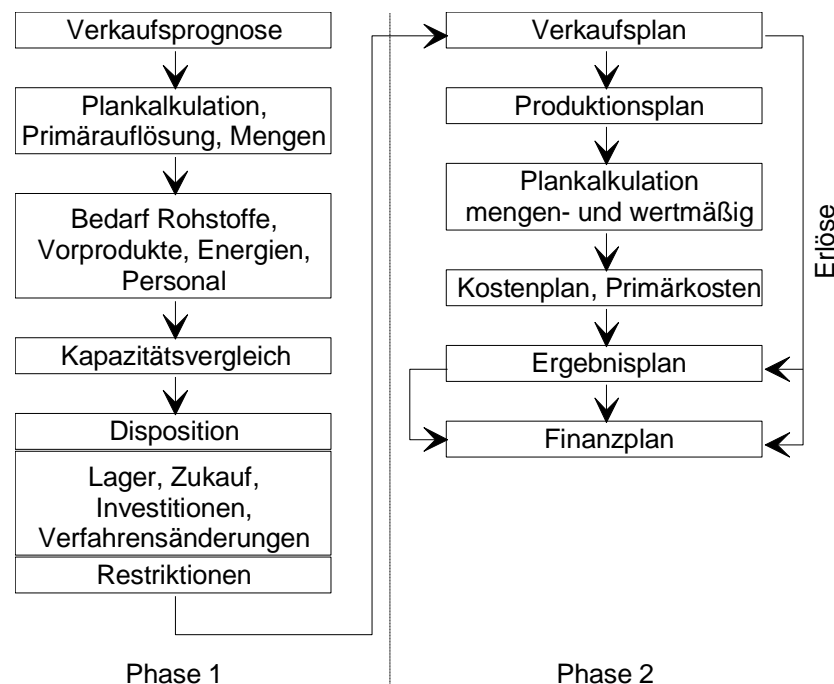 Verkaufsprognose
Plankalkulation,
Primärauflösung, Mengen
Bedarf Rohstoffe,
Vorprodukte, Energien,
Personal
Kapazitätsvergleich
Disposition
Lager, Zukauf,
Investitionen,
Verfahrensänderungen
Restriktionen
Phase 1
Verkaufsplan
Produktionsplan
Plankalkulation
mengen- und wertmäßig
Kostenplan, Primärkosten
Ergebnisplan
Finanzplan
Erlöse
Phase 2